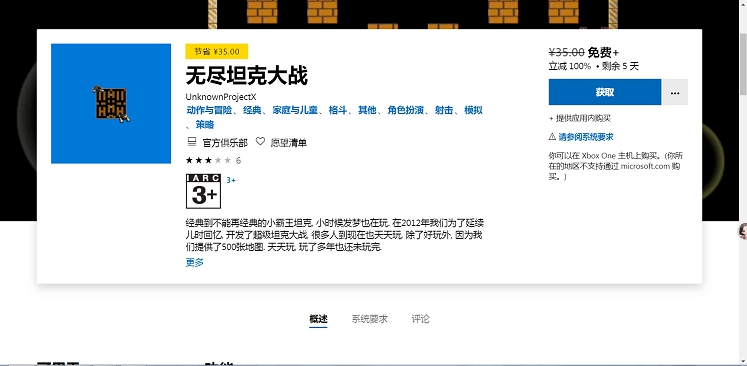 节省 ¥35.00
无尽坦克大战
UnknownProjectX
动作与冒险、 经典、 家庭与儿童、 格斗、 其他、 角色扮演、 射击、 模拟
、 策略
官方俱乐部 愿望清单
6
IARC
3+
3+
经典到不能再经典的小霸王坦克, 小时候发梦也在玩. 在2012年我们为了延续
儿时回忆, 开发了超级坦克大战. 很多人到现在也天天玩, 除了好玩外, 因为我
们提供了500张地图. 天天玩, 玩了多年也还未玩完.
更多
¥35.00 免费+
立减 100% • 剩余 5 天
获取
+ 提供应用内购买
请参阅系统要求
你可以在 Xbox One 主机上购买。(你所
在的地区不支持通过 microsoft.com 购
买。)
概述 系统要求 评论